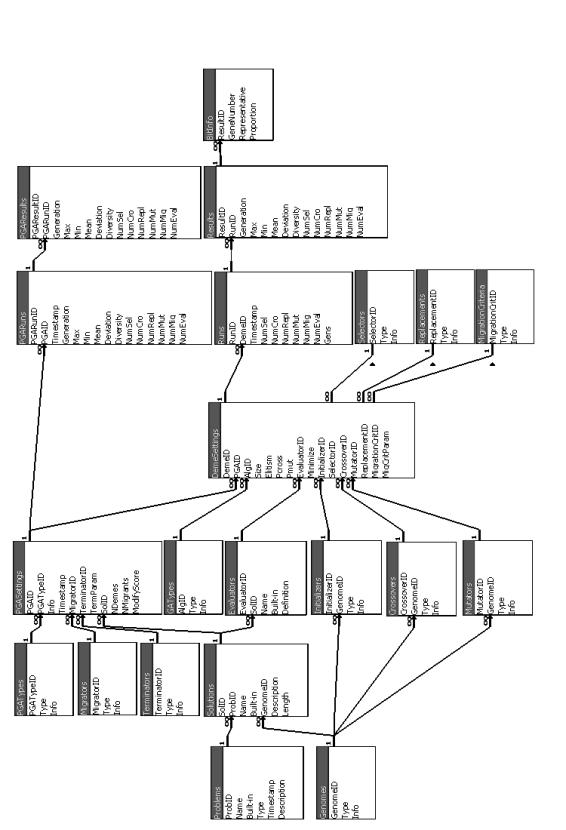 Problems
ProbID
Name
Built-in
Type
Timestamp
Description
Genomes
GenomeID
Type
Info
PGATypes
PGATypeID
Type
Info
Migrators
MigratorID
Type
Info
Terminators
TerminatorID
Type
Info
Solutions
SolID
ProbID
Name
Built-in
GenomeID
Description
Length
PGASettings
PGAID
PGATypeID
Info
Timestamp
MigratorID
TerminatorID
TermParam
SolID
NDemes
NMigrants
ModifyScore
GATypes
AlgID
Type
Info
Evaluators
EvaluatorID
SolID
Name
Built-in
Definition
Initializers
InitializerID
GenomeID
Type
Info
Crossovers
CrossoverID
GenomeID
Type
Info
Mutators
MutatorID
GenomeID
Type
Info
DemeSettings
DemeID
PGAID
AlgID
Size
Elitism
Pcross
Pmut
EvaluatorID
Minimize
InitializerID
SelectorID
CrossoverID
MutatorID
ReplacementID
MigrationCritID
MigCritParam
PGARuns
PGARunID
PGAID
Timestamp
Generation
Max
Min
Mean
Deviation
Diversity
NumSel
NumCro
NumRepl
NumMut
NumMig
NumEval
Runs
RunID
DemeID
Timestamp
NumSel
NumCro
NumRepl
NumMut
NumMig
NumEval
Gens
Selectors
SelectorID
Type
Info
Replacements
ReplacementID
Type
Info
MigrationCriteria
MigrationCritID
Type
Info
PGAResults
PGAResultID
PGARunID
Generation
Max
Min
Mean
Deviation
Diversity
NumSel
NumCro
NumRepl
NumMut
NumMig
NumEval
Results
ResultID
RunID
Generation
Max
Min
Mean
Deviation
Diversity
NumSel
NumCro
NumRepl
NumMut
NumMig
NumEval
BitInfo
ResultID
GeneNumber
Representative
Proportion